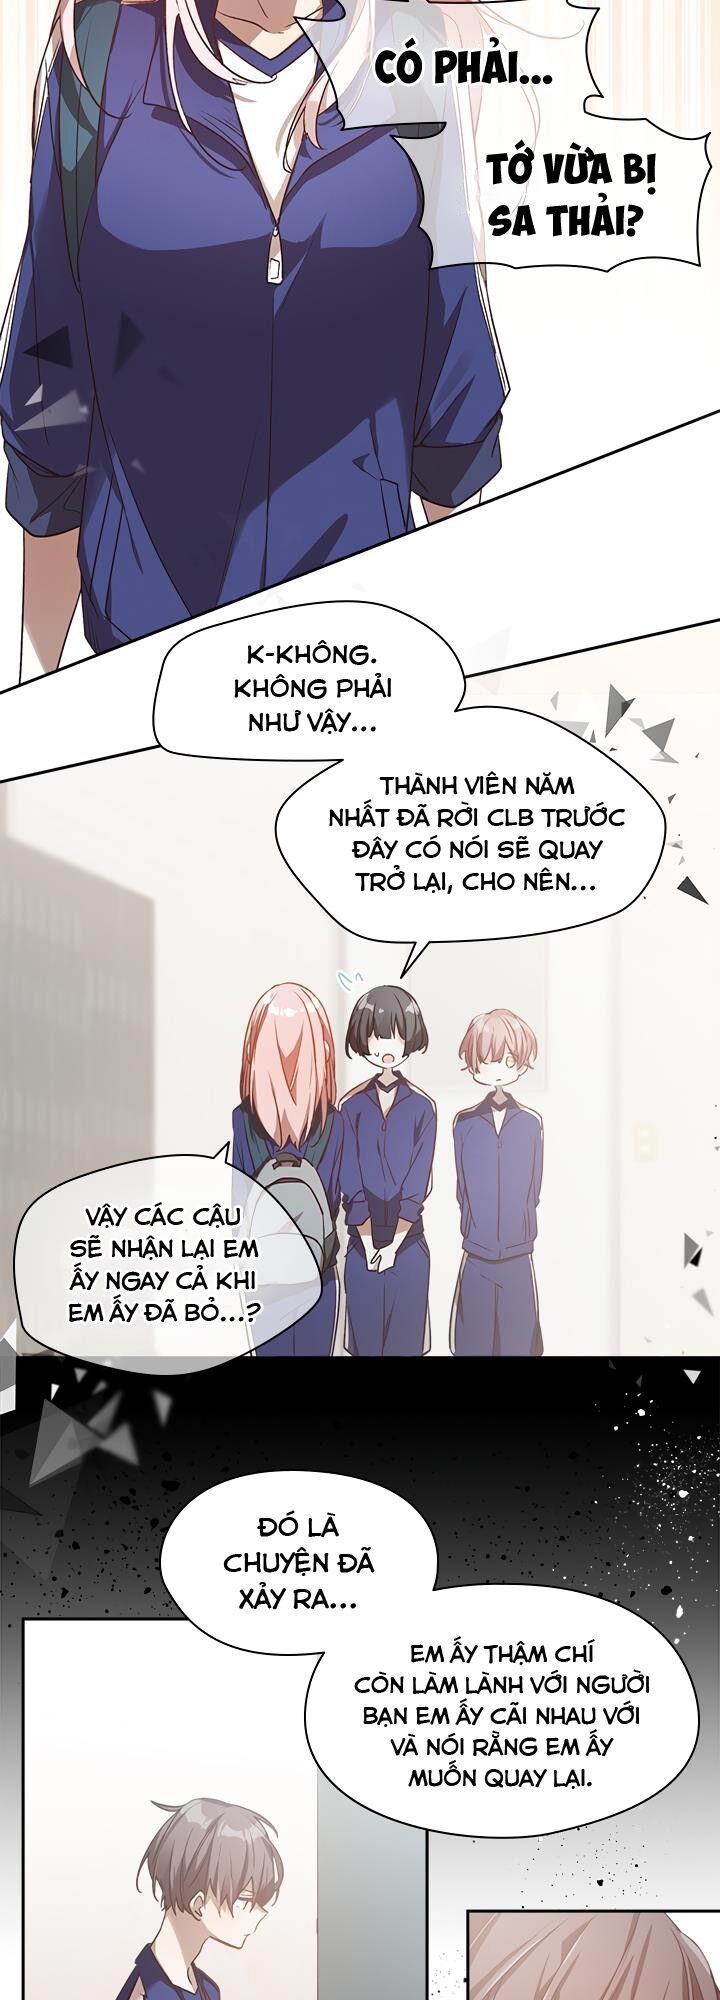 CÓ PHẢI...
TỚ VỪA BỊ
SA THẢI?
K-KHÔNG.
KHÔNG PHẢI
NHƯ VẬY...
THÀNH VIÊN NĂM
NHẤT ĐÃ RỜI CLB TRƯỚC
ĐÂY CÓ NÓI SẼ QUAY
TRỞ LẠI, CHO NÊN...
VẬY CÁC CẬU
SẼ NHẬN LẠI EM
ẤY NGAY CẢ KHI
EM ẤY ĐÃ BỎ...?
ĐÓ LÀ
CHUYỆN ĐÃ
XẢY RA...
EM ẤY THẬM CHÍ
CÒN LÀM LÀNH VỚI NGƯỜI
BẠN EM ẤY CÃI NHAU VỚI
VÀ NÓI RẰNG EM ẤY
MUỐN QUAY LẠI.